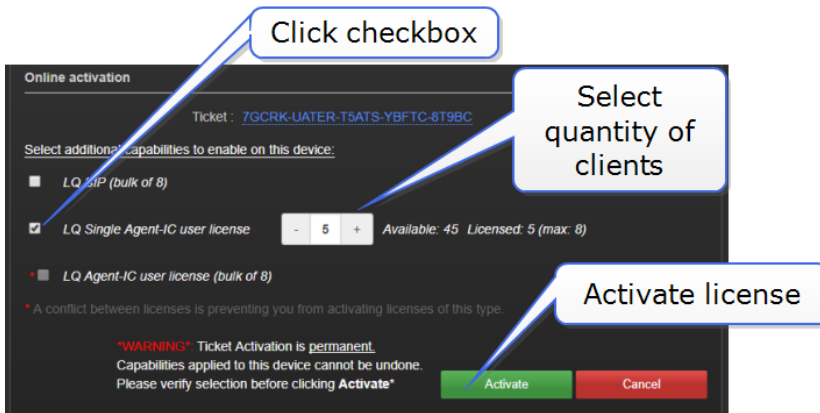 Click checkbox
Online activation
Select
quantity of
clients
Ticket : 7GCRK-UATER-T5ATS-YBFTC-8T9BC
Select additional capabilities to enable on this device:
LQ SIP (bulk of 8)
LQ Single Agent-IC user license - 5 + Available: 45 Licensed: 5 (max: 8)
* LQ Agent-IC user license (bulk of 8)
Activate license
* A conflict between licenses is preventing you from activating licenses of this type.
*WARNING*: Ticket Activation is permanent.
Capabilities applied to this device cannot be undone.
Please verify selection before clicking Activate*
Activate
Cancel